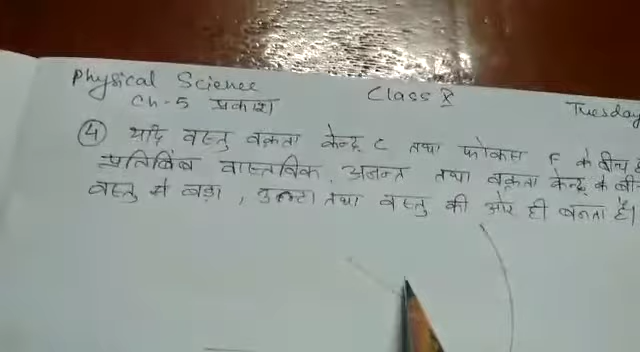 Physical Science Class X Tuesday
Ch-5 प्रकाश
④ यदि वस्तु वक्रता केन्द्र C तथा फोकस F के बीच
प्रतिबिंब वास्तविक, अनन्त तथा वक्रता केन्द्र के बी
वस्तु से बड़ा, उल्टा तथा वस्तु की ओर ही बनता है।